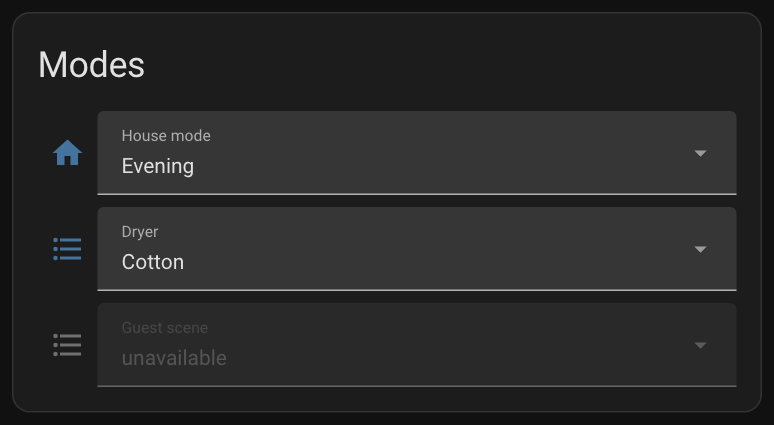 Modes
House mode
Evening
Dryer
Cotton
Guest scene
unavailable